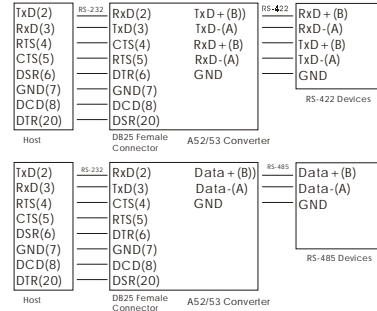 TxD(2) RS-232 RxD(2) TxD+(B)) RS-422 RxD+(B)
RxD(3) TxD(3) TxD-(A) RxD-(A)
RTS(4) CTS(4) RxD+(B) TxD+(B)
CTS(5) RTS(5) RxD-(A) TxD-(A)
DSR(6) DTR(6) GND GND
GND(7) GND(7)
DCD(8) DCD(8)
DTR(20) DSR(20)
RS-422 Devices
Host DB25 Female Connector A52/53 Converter
TxD(2) RS-232 RxD(2) Data+(B)) RS-485 Data+(B)
RxD(3) TxD(3) Data-(A) Data-(A)
RTS(4) CTS(4) GND GND
CTS(5) RTS(5)
DSR(6) DTR(6)
GND(7) GND(7)
DCD(8) DCD(8)
DTR(20) DSR(20)
RS-485 Devices
Host DB25 Female Connector A52/53 Converter